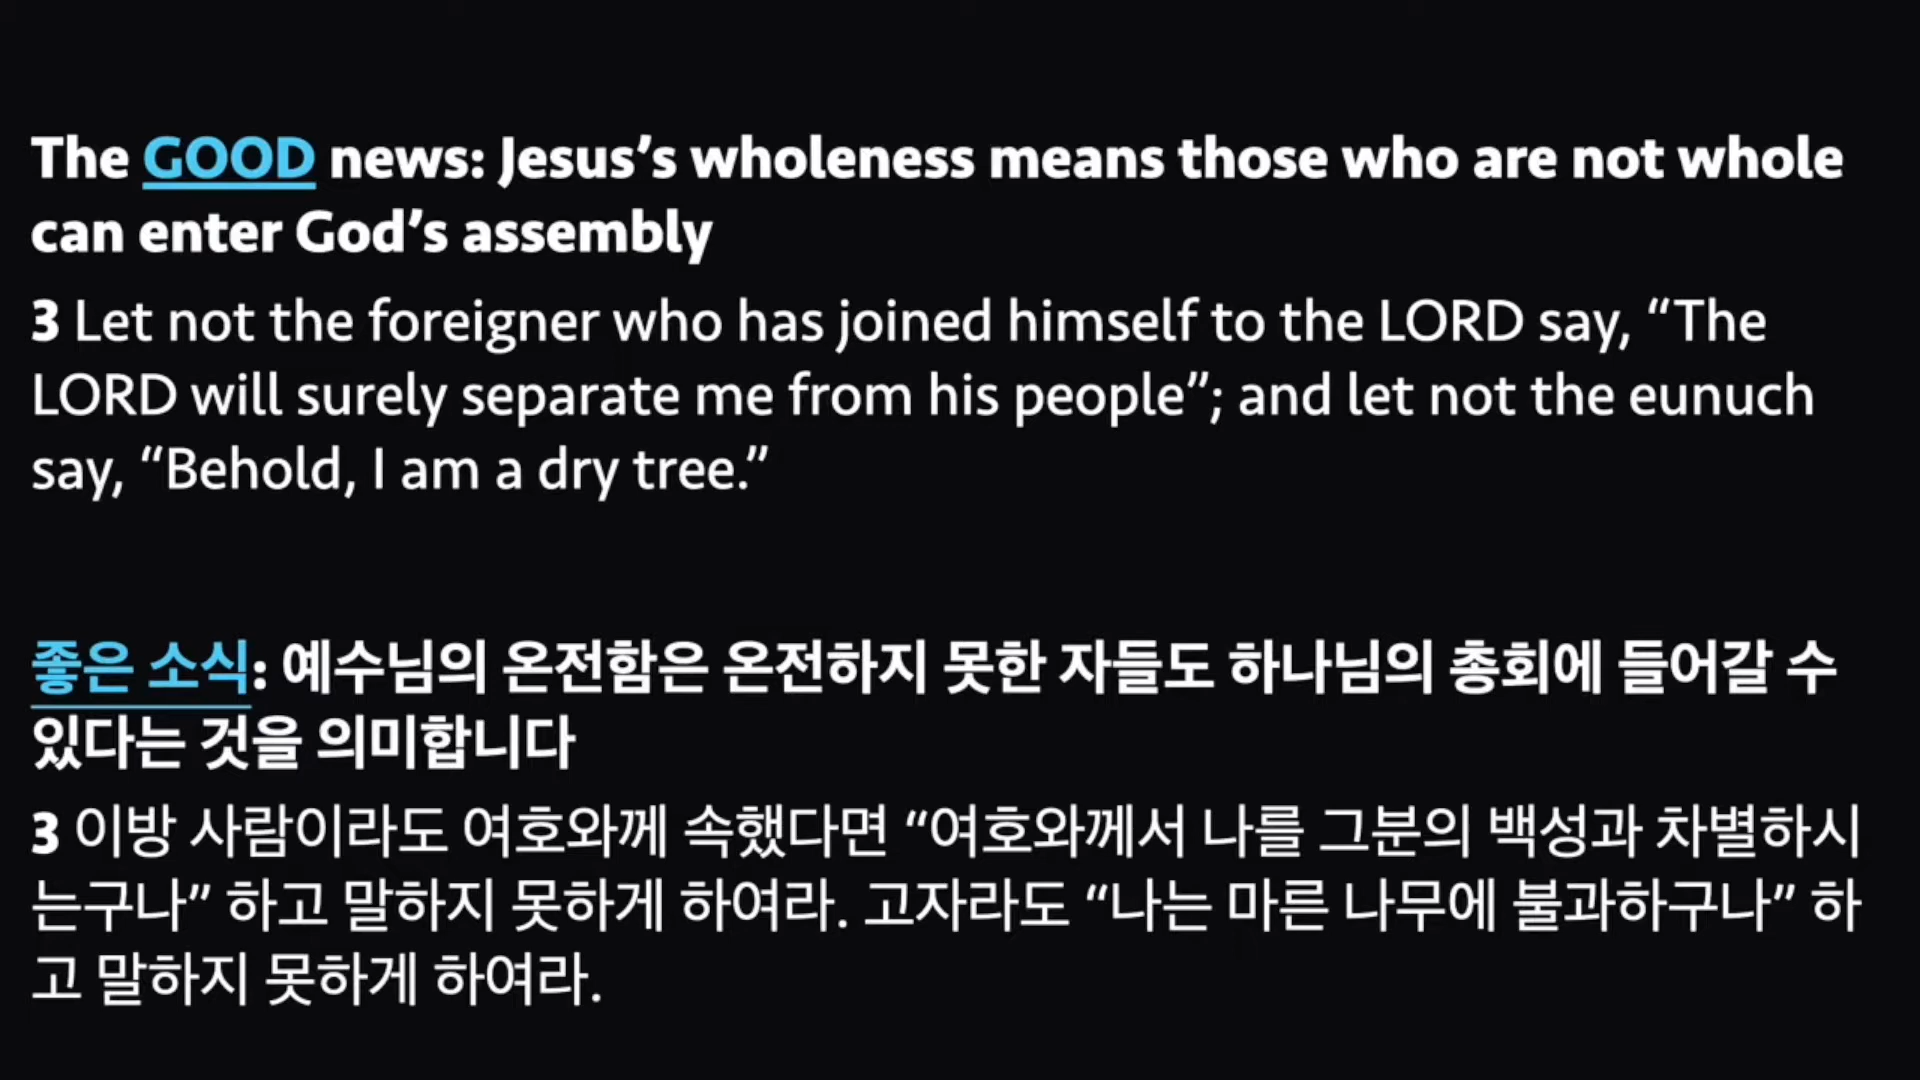 The GOOD news: Jesus’s wholeness means those who are not whole
can enter God’s assembly
3 Let not the foreigner who has joined himself to the LORD say, “The
LORD will surely separate me from his people”; and let not the eunuch
say, “Behold, I am a dry tree.”
좋은 소식: 예수님의 온전함은 온전하지 못한 자들도 하나님의 총회에 들어갈 수
있다는 것을 의미합니다
3 이방 사람이라도 여호와께 속했다면 “여호와께서 나를 그분의 백성과 차별하시
는구나” 하고 말하지 못하게 하여라. 고자라도 “나는 마른 나무에 불과하구나” 하
고 말하지 못하게 하여라.